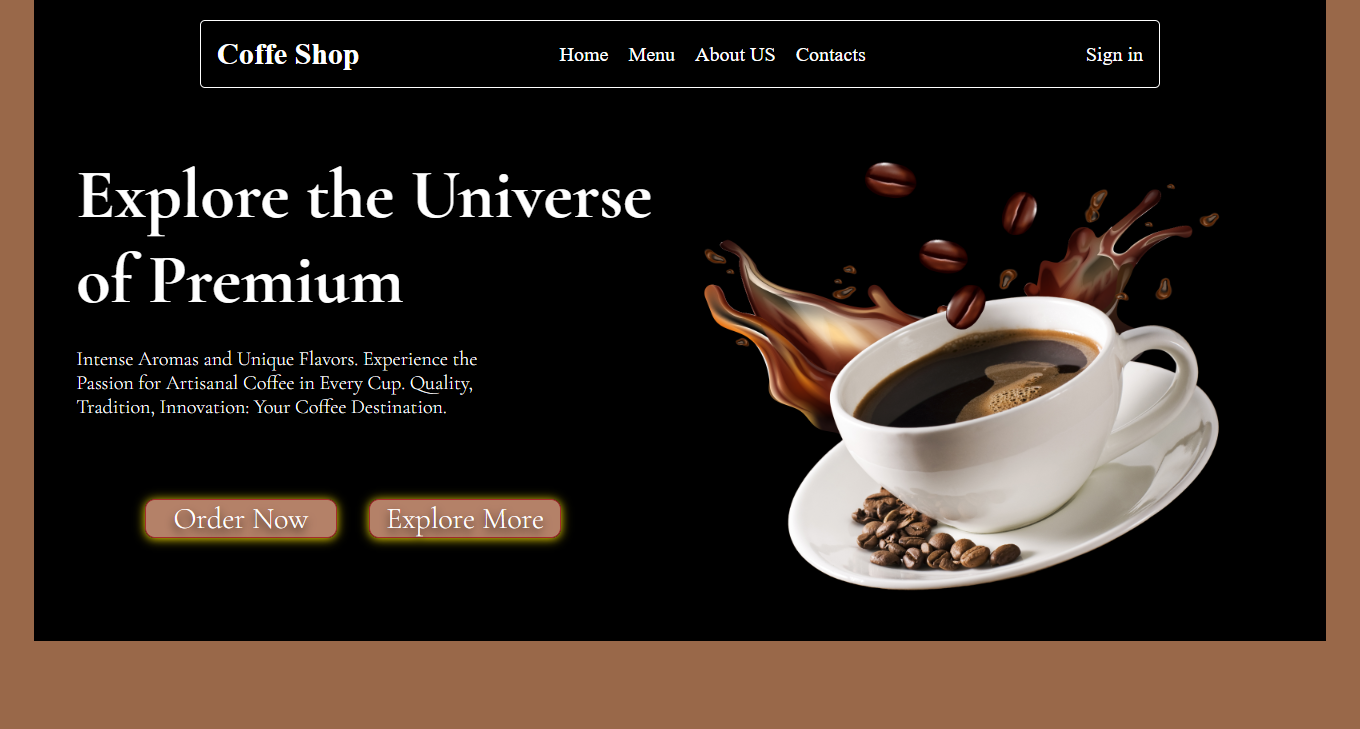 Coffe Shop
Home Menu About US Contacts
Sign in
Explore the Universe
of Premium
Intense Aromas and Unique Flavors. Experience the
Passion for Artisanal Coffee in Every Cup. Quality,
Tradition, Innovation: Your Coffee Destination.
Order Now
Explore More